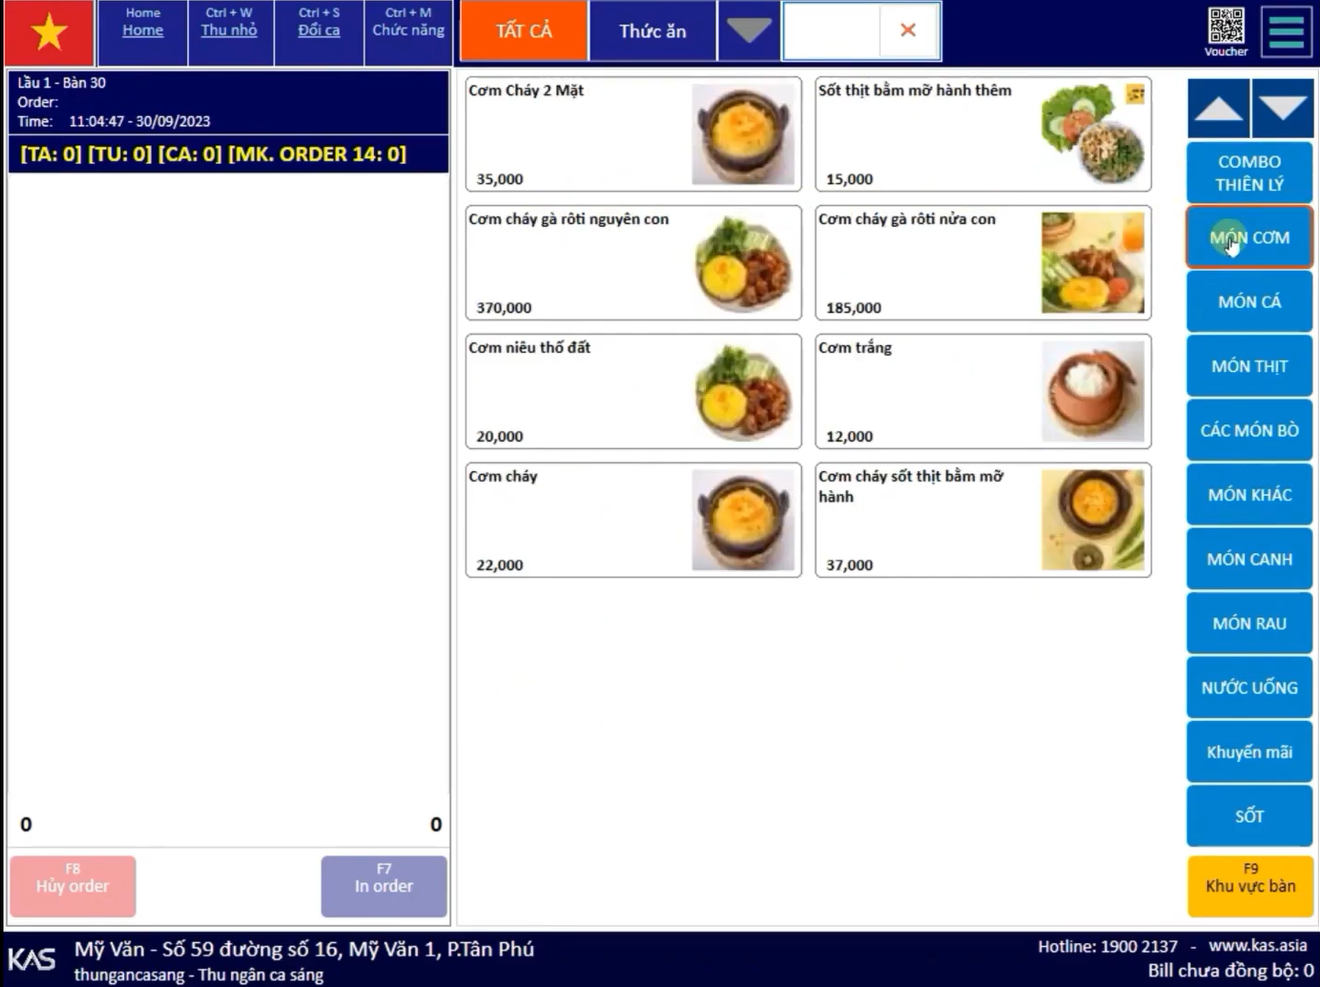 Home
Home
Ctrl + W
Thu nhỏ
Ctrl + S
Đổi ca
Ctrl + M
Chức năng
TẤT CẢ
Thức ăn
Voucher
Lầu 1 - Bàn 30
Order:
Time: 11:04:47 - 30/09/2023
[TA: 0] [TU: 0] [CA: 0] [MK. ORDER 14: 0]
Cơm Cháy 2 Mặt
35,000
Sốt thịt bằm mỡ hành thêm
15,000
Cơm cháy gà rôti nguyên con
370,000
Cơm cháy gà rôti nửa con
185,000
Cơm niêu thố đất
20,000
Cơm trắng
12,000
Cơm cháy
22,000
Cơm cháy sốt thịt bằm mỡ
hành
37,000
COMBO
THIÊN LÝ
MÓN CƠM
MÓN CÁ
MÓN THỊT
CÁC MÓN BÒ
MÓN KHÁC
MÓN CANH
MÓN RAU
NƯỚC UỐNG
Khuyến mãi
SỐT
0 0
F8
Hủy order
F7
In order
F9
Khu vực bàn
KAS
Mỹ Văn - Số 59 đường số 16, Mỹ Văn 1, P.Tân Phú
thungancasang - Thu ngân ca sáng
Hotline: 1900 2137 - www.kas.asia
Bill chưa đồng bộ: 0